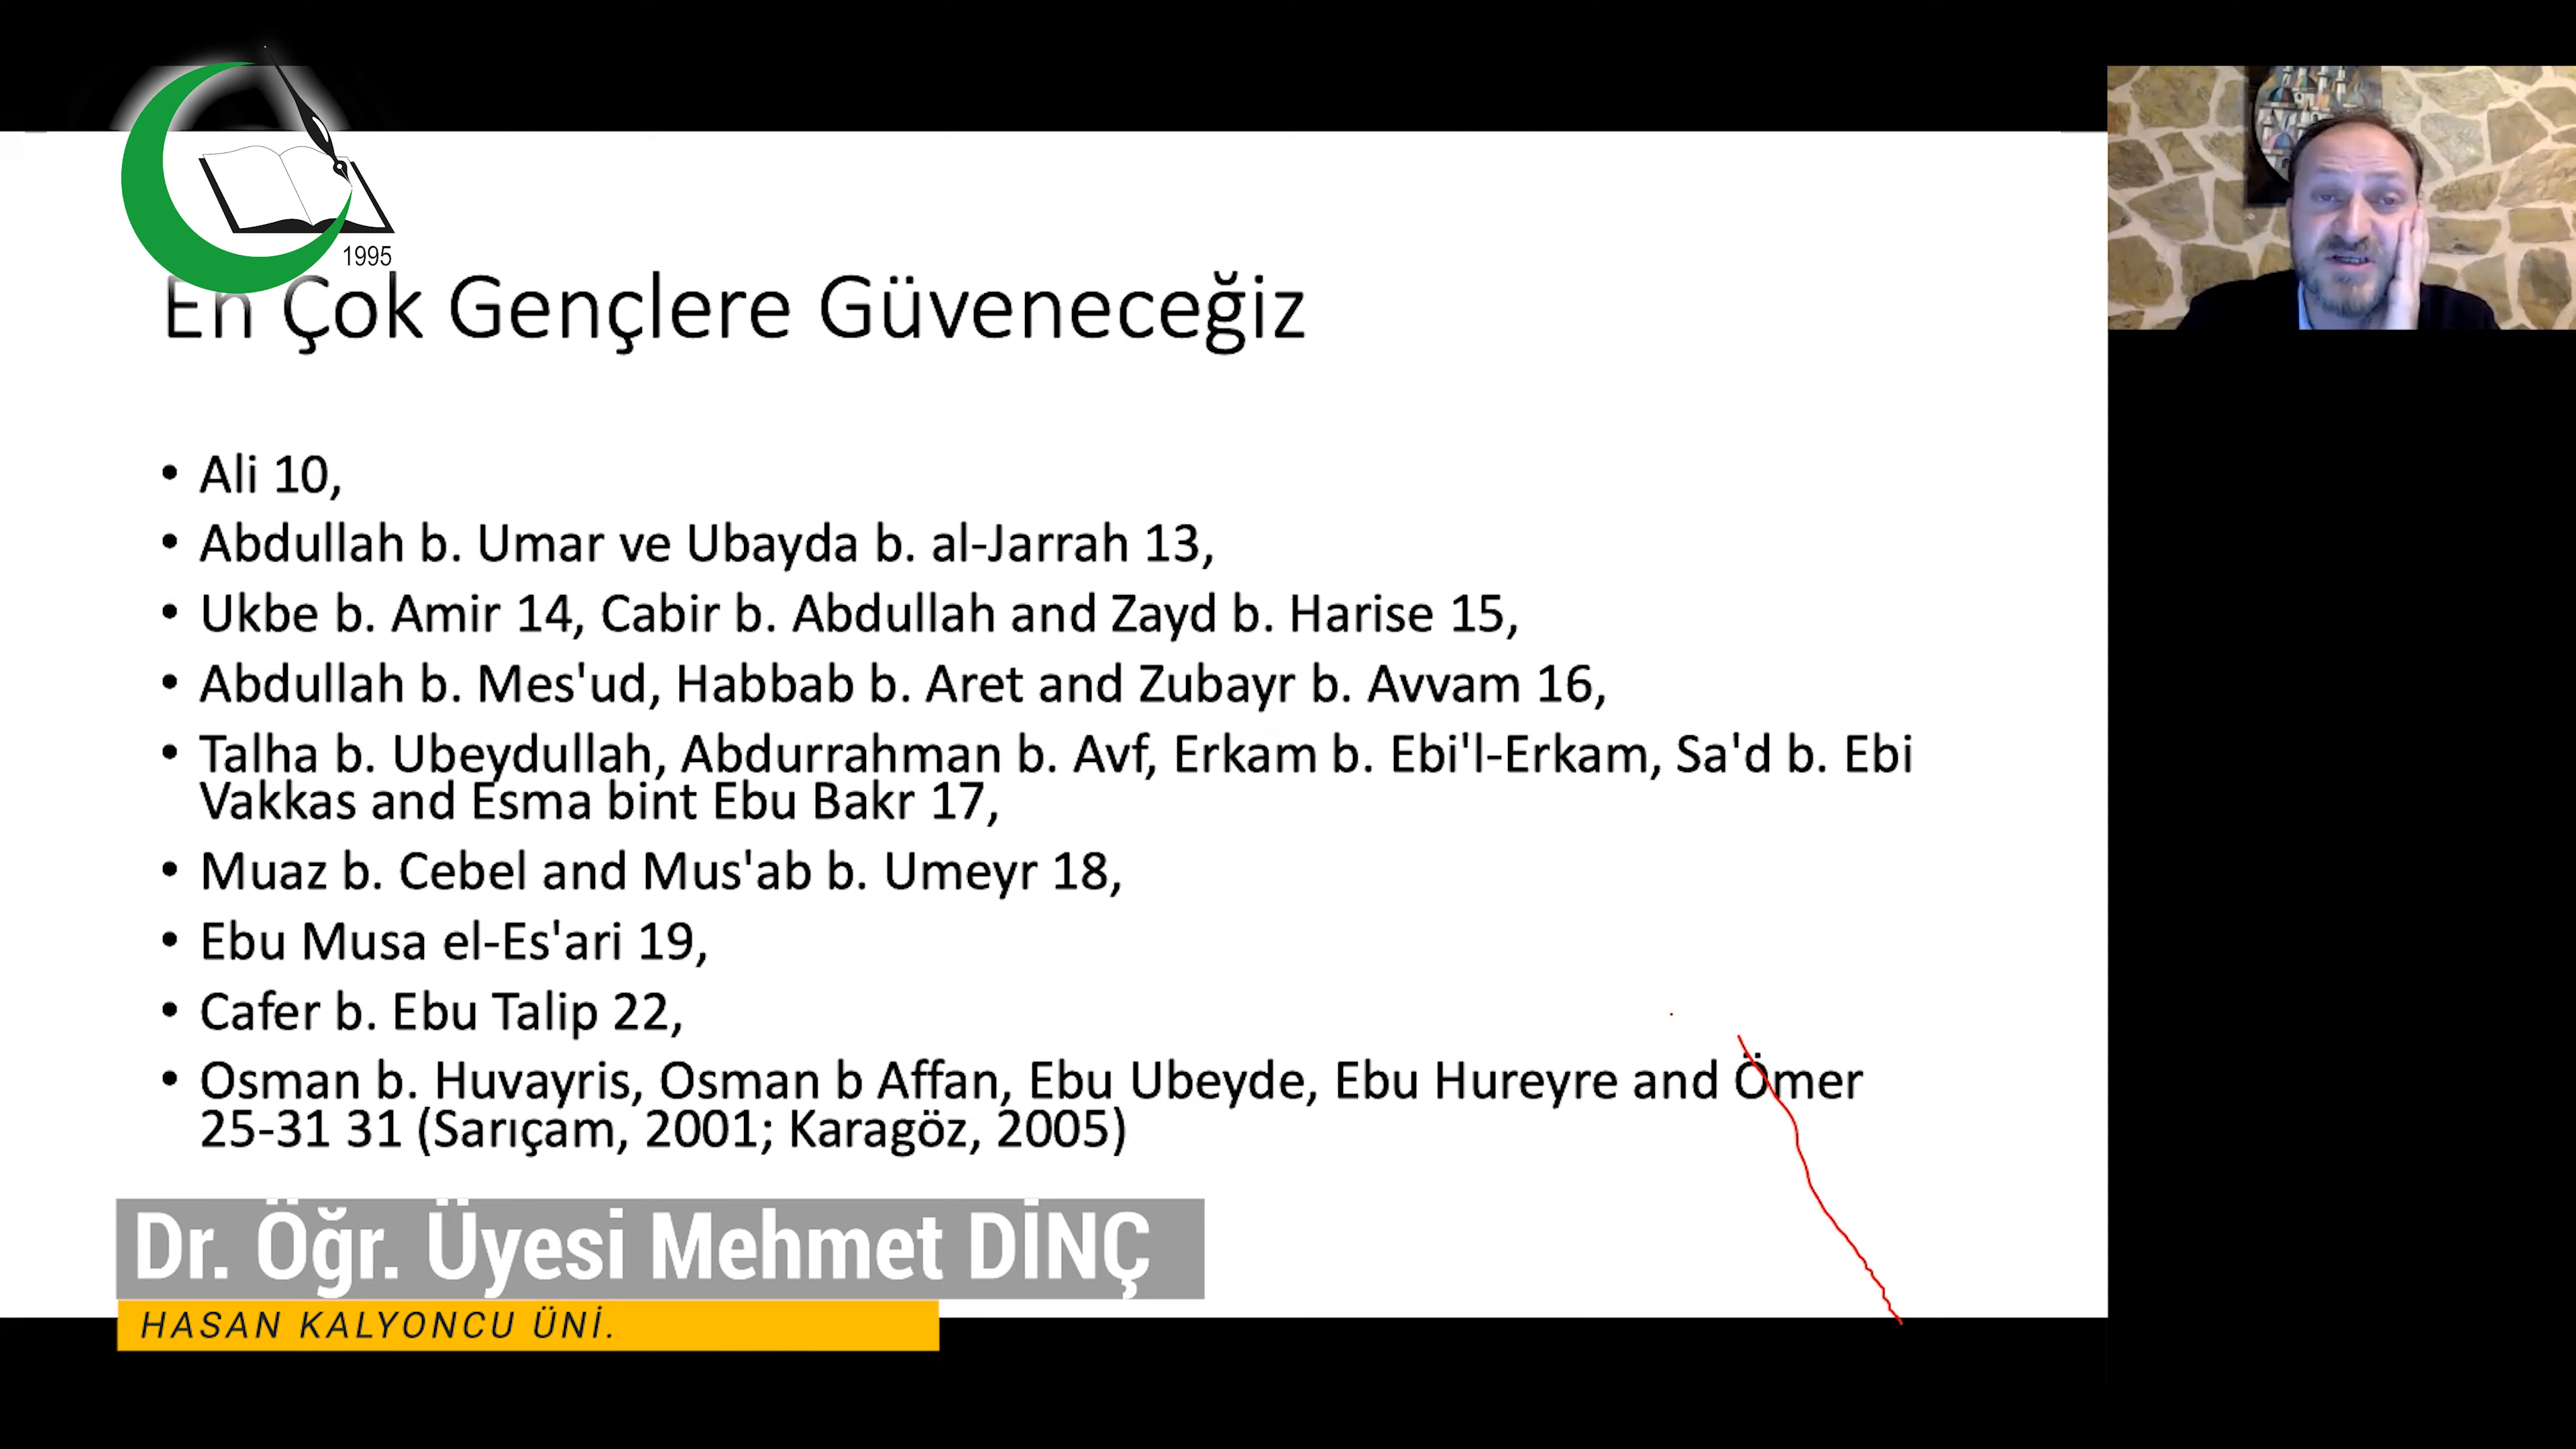 1995
En Çok Gençlere Güveneceğiz
• Ali 10,
• Abdullah b. Umar ve Ubayda b. al-Jarrah 13,
• Ukbe b. Amir 14, Cabir b. Abdullah and Zayd b. Harise 15,
• Abdullah b. Mes'ud, Habbab b. Aret and Zubayr b. Avvam 16,
• Talha b. Ubeydullah, Abdurrahman b. Avf, Erkam b. Ebi'l-Erkam, Sa'd b. Ebi
Vakkas and Esma bint Ebu Bakr 17,
• Muaz b. Cebel and Mus'ab b. Umeyr 18,
• Ebu Musa el-Es'ari 19,
• Cafer b. Ebu Talip 22,
• Osman b. Huvayris, Osman b Affan, Ebu Ubeyde, Ebu Hureyre and Ömer
25-31 31 (Sarıçam, 2001; Karagöz, 2005)
Dr. Öğr. Üyesi Mehmet DİNÇ
HASAN KALYONCU ÜNİ.